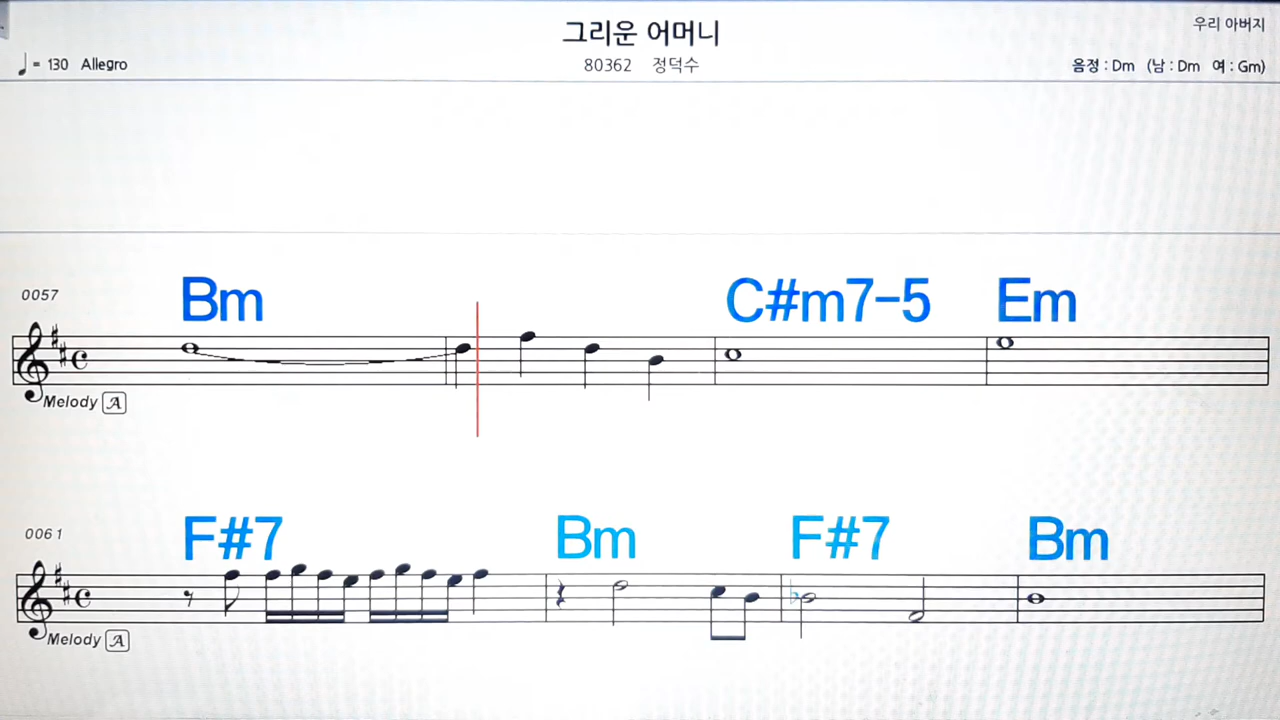 그리운 어머니
우리 아버지
♩ = 130 Allegro
80362 정덕수
음정 : Dm (남 : Dm 여 : Gm)
0057
Bm C#m7-5 Em
Melody A
0061
F#7 Bm F#7 Bm
Melody A